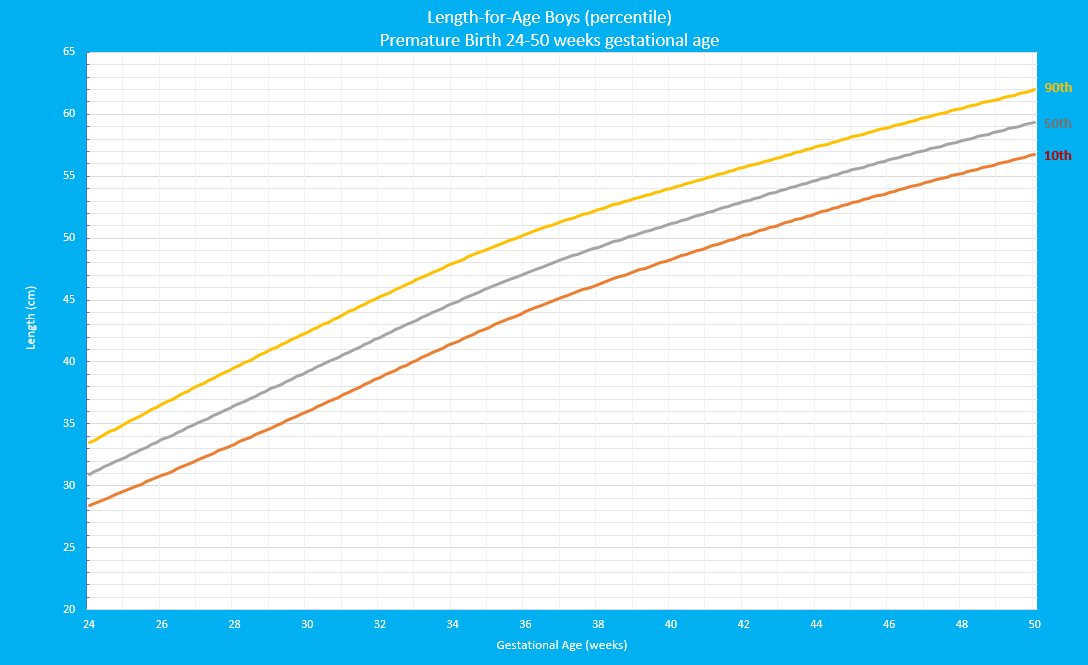 Length-for-Age Boys (percentile)
Premature Birth 24-50 weeks gestational age
65
60
55
50
45
40
35
30
25
20
Length (cm)
90th
50th
10th
24 26 28 30 32 34 36 38 40 42 44 46 48 50
Gestational Age (weeks)